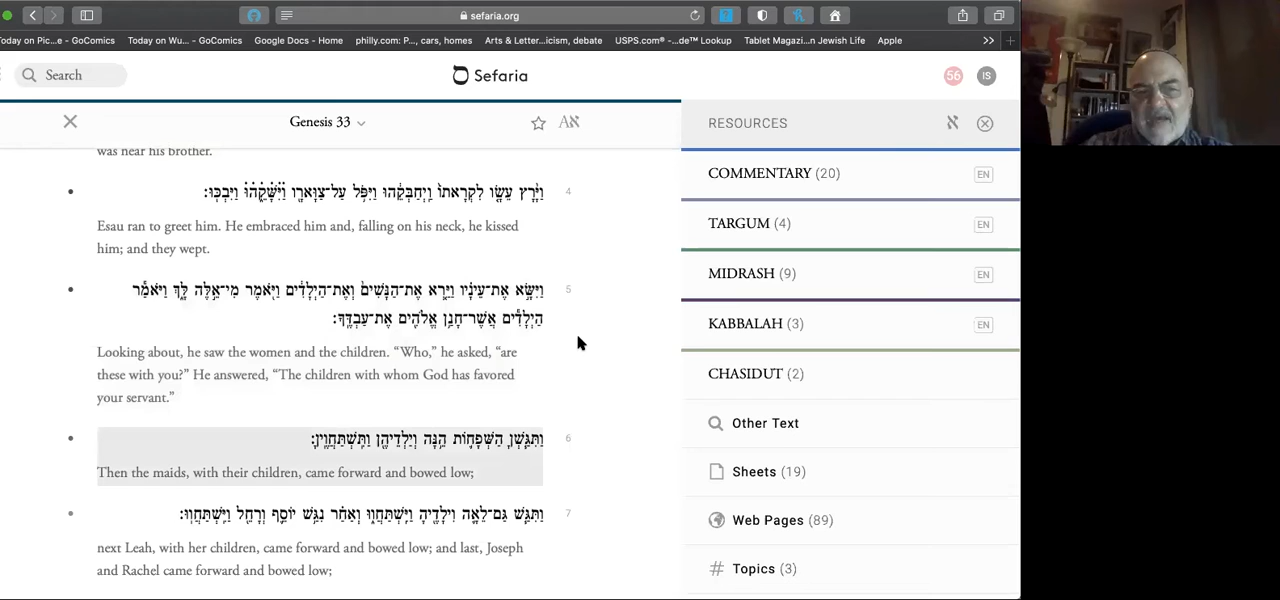 sefaria.org
oday on Pic...e - GoComics Today on Wu... - GoComics Google Docs - Home philly.com: P..., cars, homes Arts & Letter...icism, debate USPS.com® -...de™ Lookup Tablet Magazi...n Jewish Life Apple
Search
Sefaria
56
IS
Genesis 33
Aא
was near his brother.
4
וַיָּ֨רׇץ עֵשָׂ֤ו לִקְרָאתוֹ֙ וַֽיְחַבְּקֵ֔הוּ וַיִּפֹּ֥ל עַל־צַוָּארָ֖ו וַׄיִּׄשָּׁׄקֵ֑ׄהׄוּׄ וַיִּבְכּֽוּ׃
Esau ran to greet him. He embraced him and, falling on his neck, he kissed
him; and they wept.
5
וַיִּשָּׂ֣א אֶת־עֵינָ֗יו וַיַּ֤רְא אֶת־הַנָּשִׁים֙ וְאֶת־הַיְלָדִ֔ים וַיֹּ֖אמֶר מִי־אֵ֣לֶּה לָּ֑ךְ וַיֹּאמַ֕ר
הַיְלָדִ֕ים אֲשֶׁר־חָנַ֥ן אֱלֹהִ֖ים אֶת־עַבְדֶּֽךָ׃
Looking about, he saw the women and the children. “Who,” he asked, “are
these with you?” He answered, “The children with whom God has favored
your servant.”
6
וַתִּגַּ֧שְׁןָ הַשְּׁפָח֛וֹת הֵ֥נָּה וְיַלְדֵיהֶ֖ן וַתִּֽשְׁתַּחֲוֶֽיןָ׃
Then the maids, with their children, came forward and bowed low;
7
וַתִּגַּ֧שׁ גַּם־לֵאָ֛ה וִילָדֶ֖יהָ וַיִּֽשְׁתַּחֲו֑וּ וְאַחַ֗ר נִגַּ֥שׁ יוֹסֵ֛ף וְרָחֵ֖ל וַיִּֽשְׁתַּחֲוֽוּ׃
next Leah, with her children, came forward and bowed low; and last, Joseph
and Rachel came forward and bowed low;
RESOURCES
א
COMMENTARY (20)
EN
TARGUM (4)
EN
MIDRASH (9)
EN
KABBALAH (3)
EN
CHASIDUT (2)
Other Text
Sheets (19)
Web Pages (89)
# Topics (3)